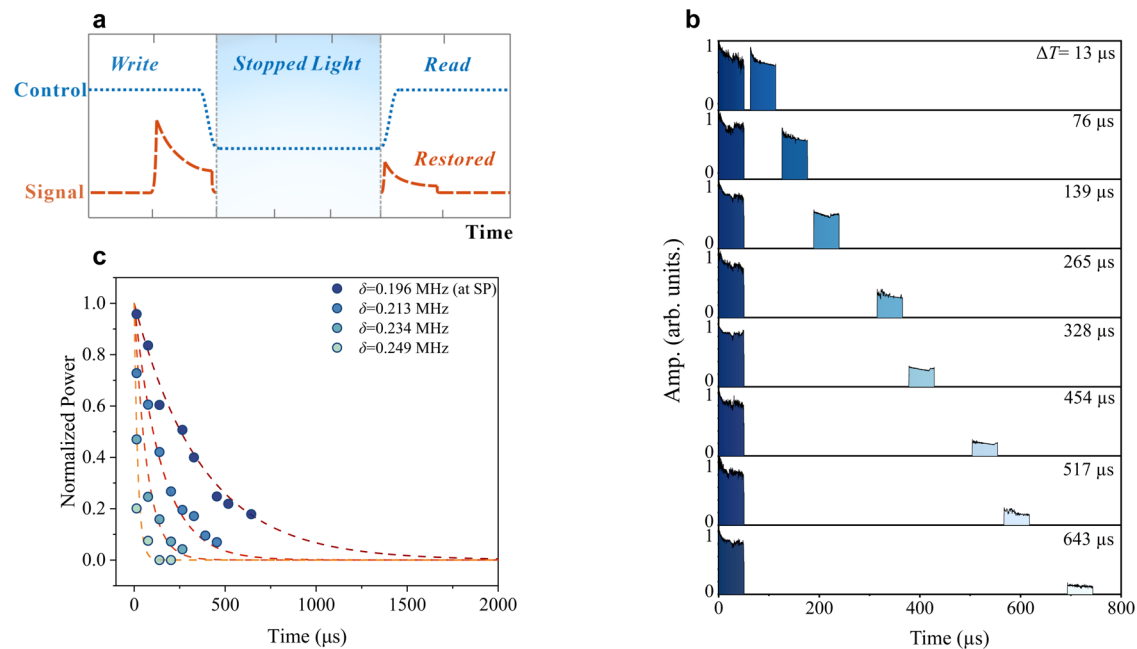 a
Write
Stopped Light
Read
Control
Restored
Signal
Time
b
1
0
ΔT= 13 μs
1
0
76 μs
1
0
139 μs
1
0
265 μs
1
0
328 μs
1
0
454 μs
1
0
517 μs
1
0
643 μs
Amp. (arb. units.)
0
200
400
600
800
Time (μs)
c
δ=0.196 MHz (at SP)
δ=0.213 MHz
δ=0.234 MHz
δ=0.249 MHz
1.0
0.8
0.6
0.4
0.2
0.0
Normalized Power
0
500
1000
1500
2000
Time (μs)